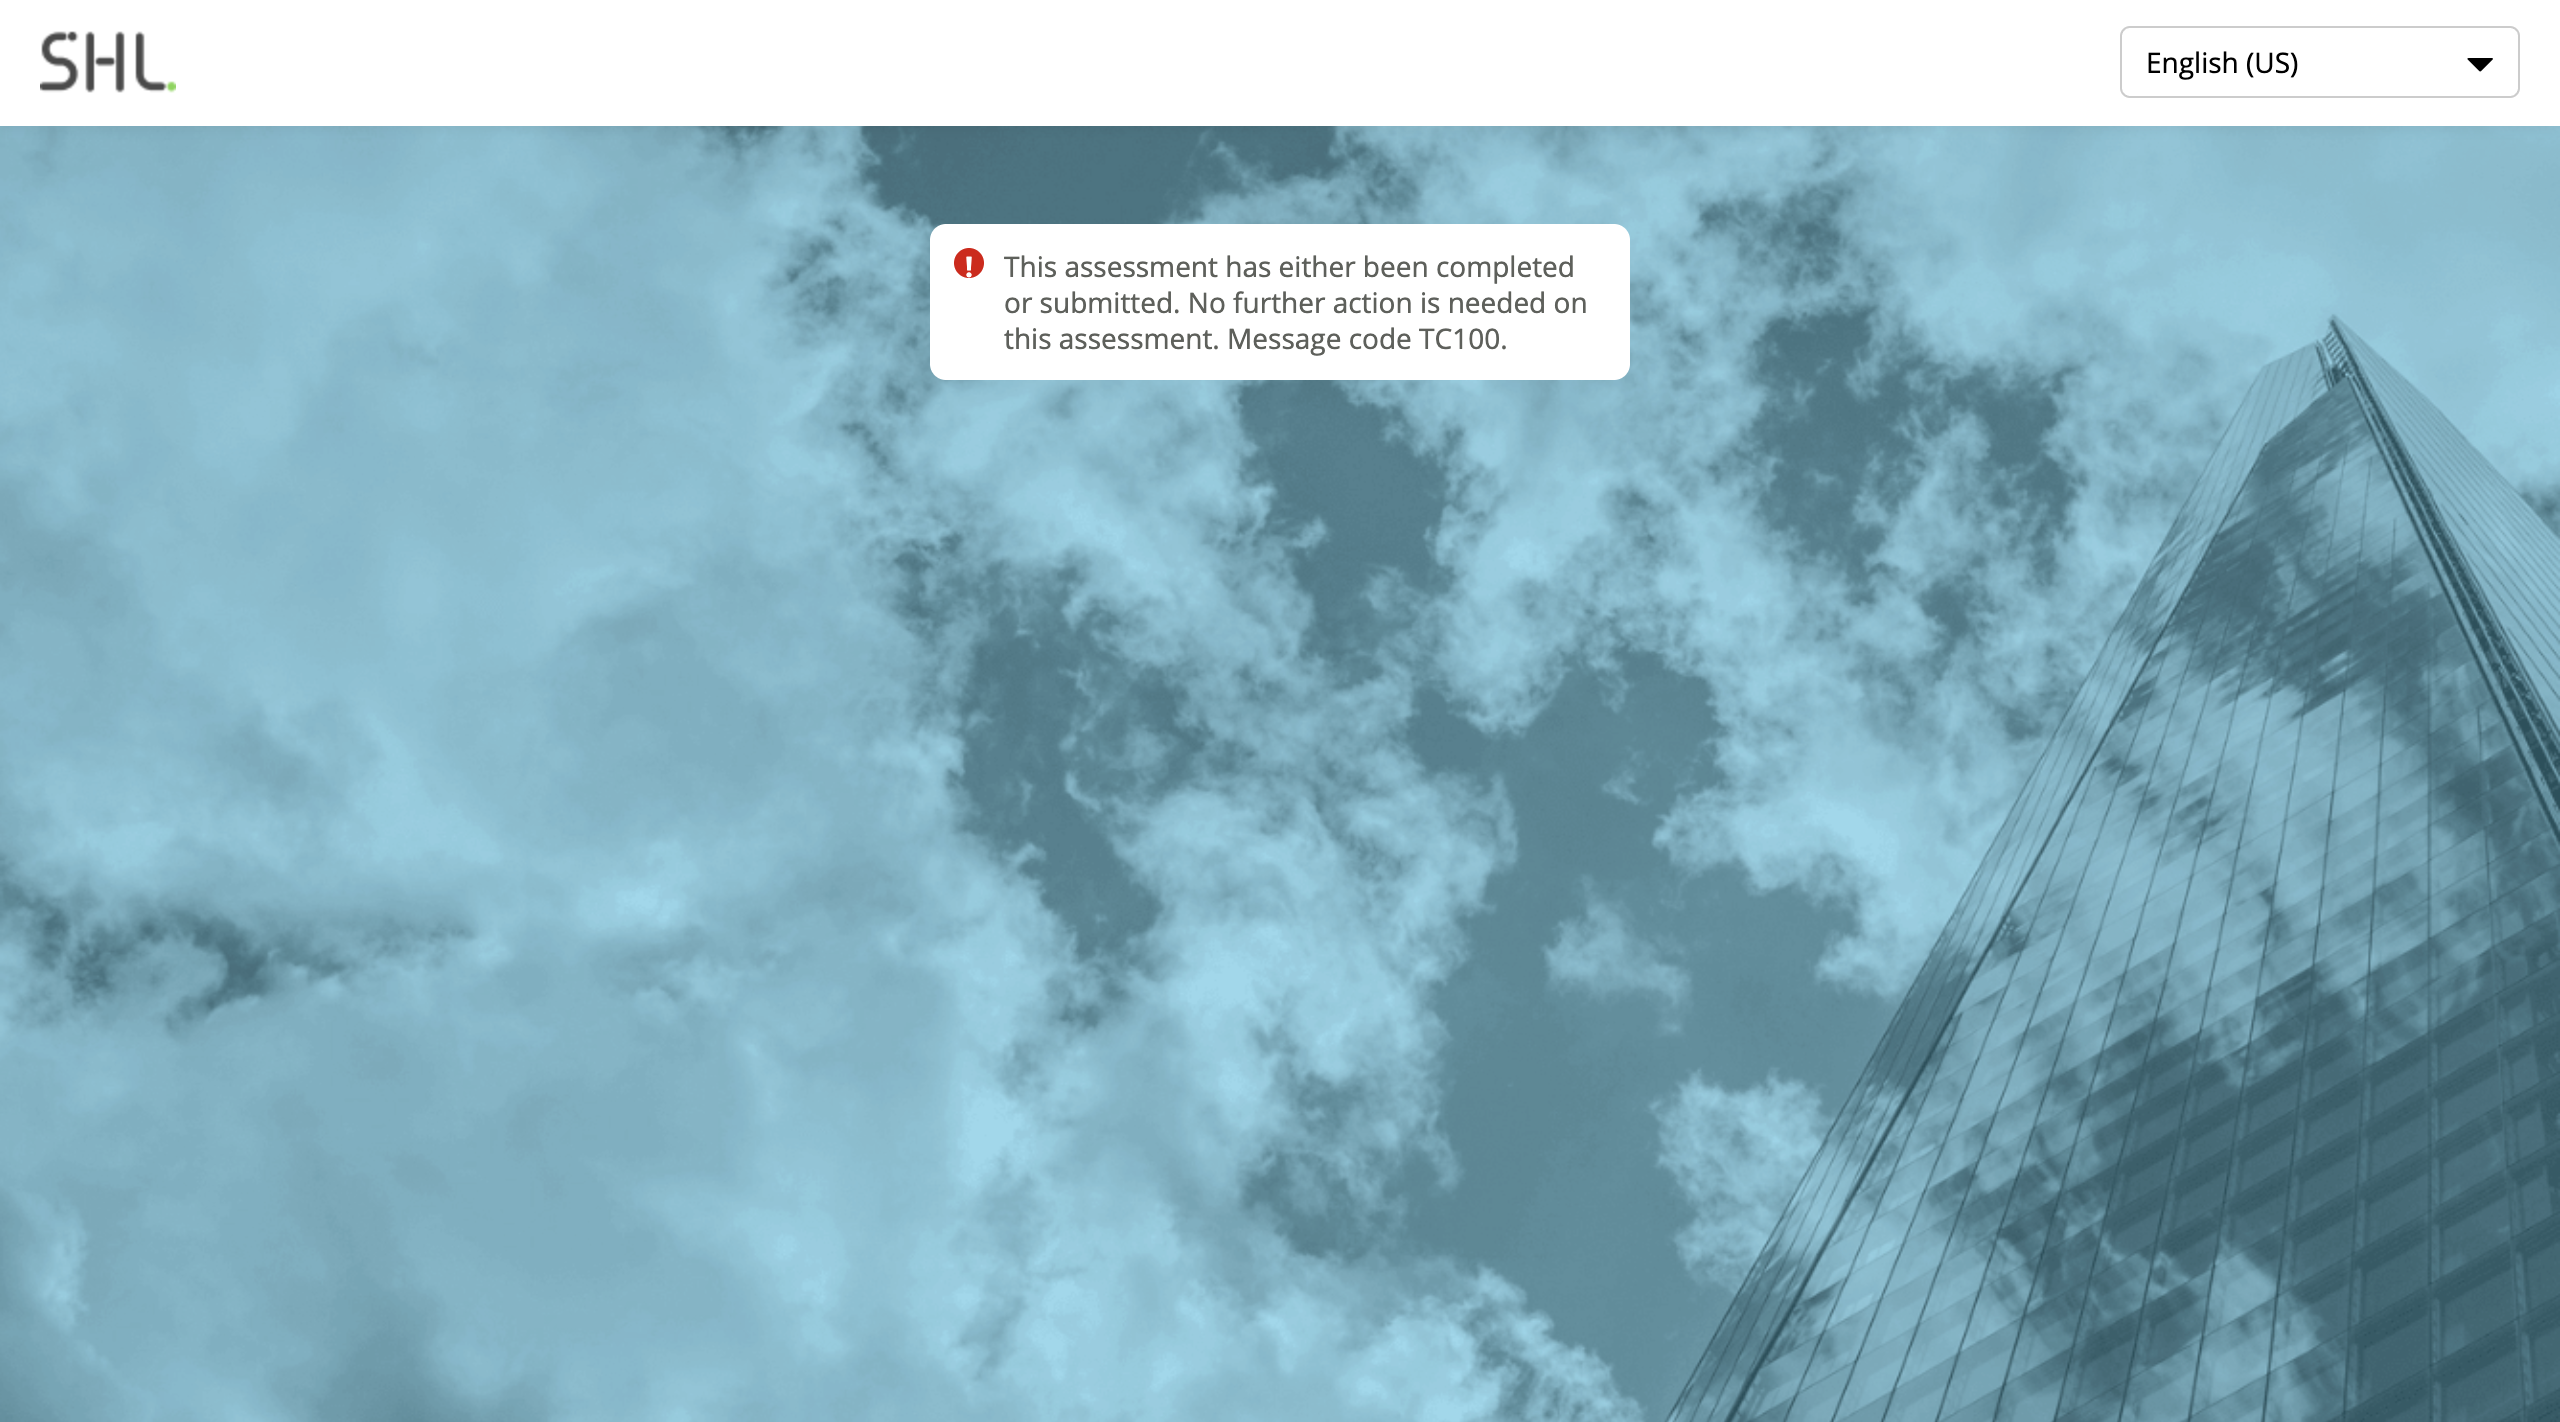 SHL.
English (US)
This assessment has either been completed
or submitted. No further action is needed on
this assessment. Message code TC100.